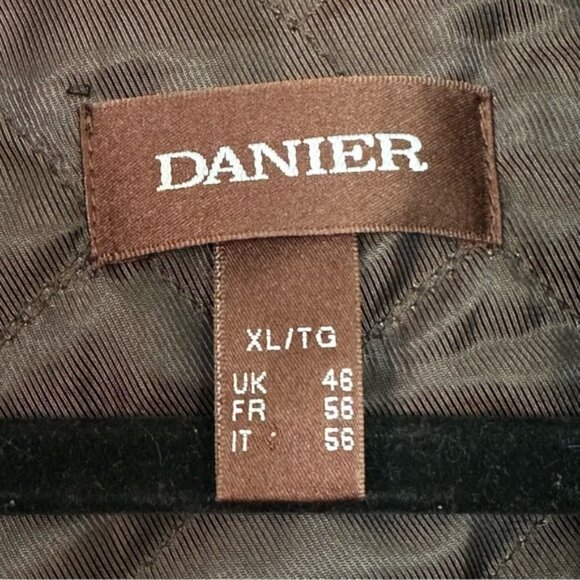 DANIER
XL/TG
UK 46
FR 56
IT 56